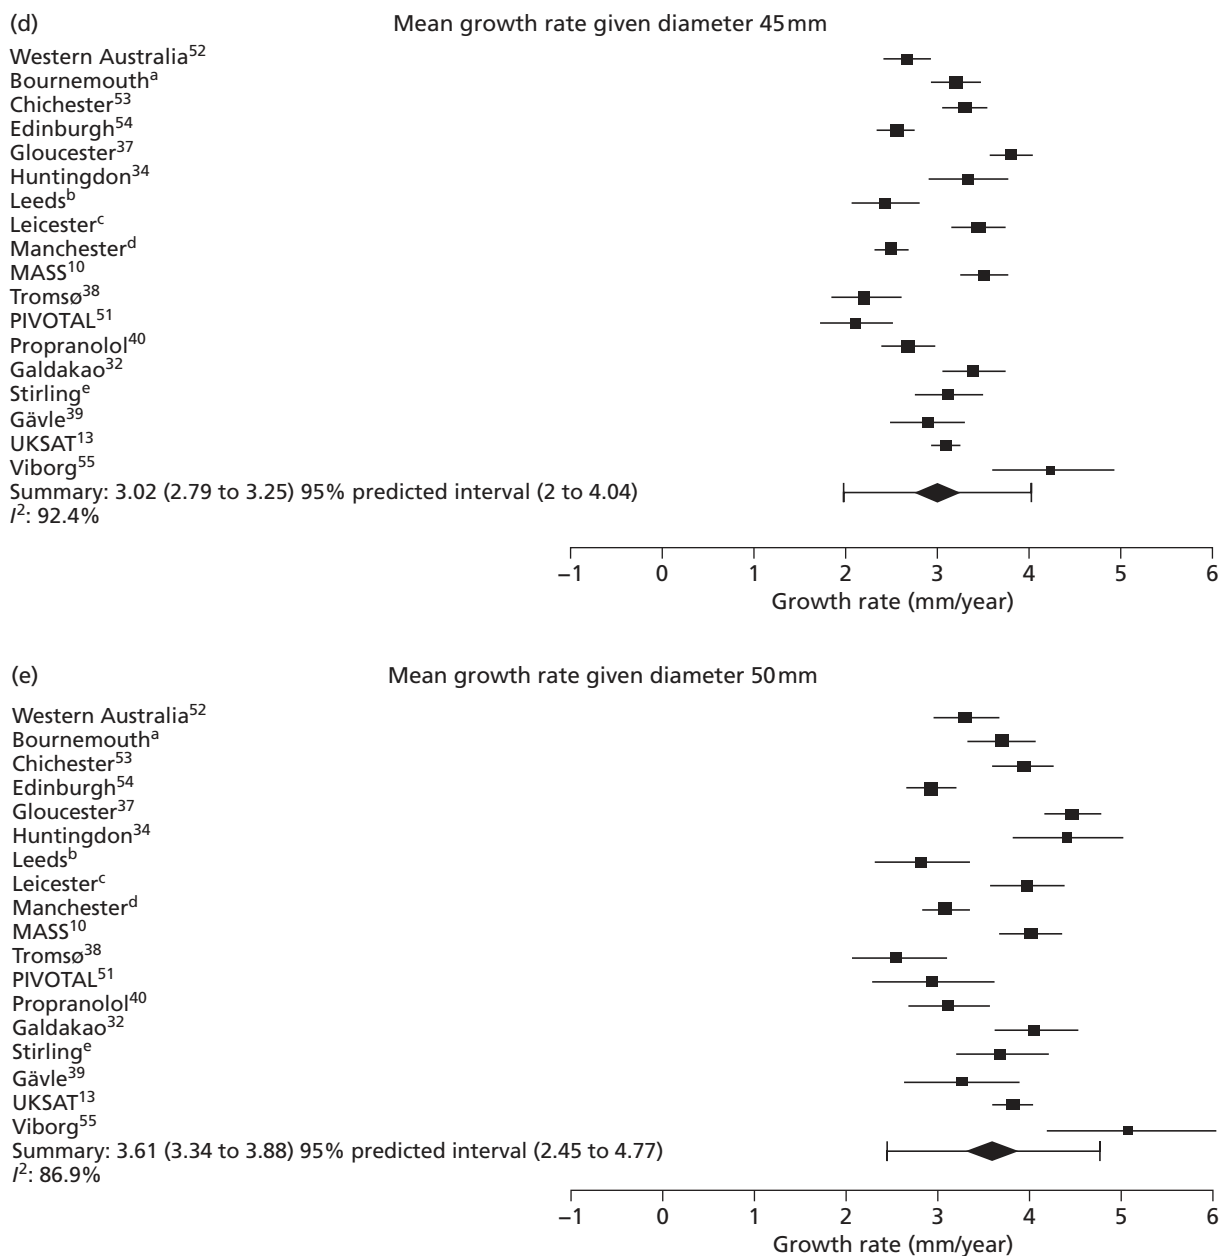 (d) Mean growth rate given diameter 45 mm
Western Australia⁵²
Bournemouthᵃ
Chichester⁵³
Edinburgh⁵⁴
Gloucester³⁷
Huntingdon³⁴
Leedsᵇ
Leicesterᶜ
Manchesterᵈ
MASS¹⁰
Tromsø³⁸
PIVOTAL⁵¹
Propranolol⁴⁰
Galdakao³²
Stirlingᵉ
Gävle³⁹
UKSAT¹³
Viborg⁵⁵
Summary: 3.02 (2.79 to 3.25) 95% predicted interval (2 to 4.04)
I²: 92.4%
−1 0 1 2 3 4 5 6
Growth rate (mm/year)
(e) Mean growth rate given diameter 50 mm
Western Australia⁵²
Bournemouthᵃ
Chichester⁵³
Edinburgh⁵⁴
Gloucester³⁷
Huntingdon³⁴
Leedsᵇ
Leicesterᶜ
Manchesterᵈ
MASS¹⁰
Tromsø³⁸
PIVOTAL⁵¹
Propranolol⁴⁰
Galdakao³²
Stirlingᵉ
Gävle³⁹
UKSAT¹³
Viborg⁵⁵
Summary: 3.61 (3.34 to 3.88) 95% predicted interval (2.45 to 4.77)
I²: 86.9%
−1 0 1 2 3 4 5 6
Growth rate (mm/year)